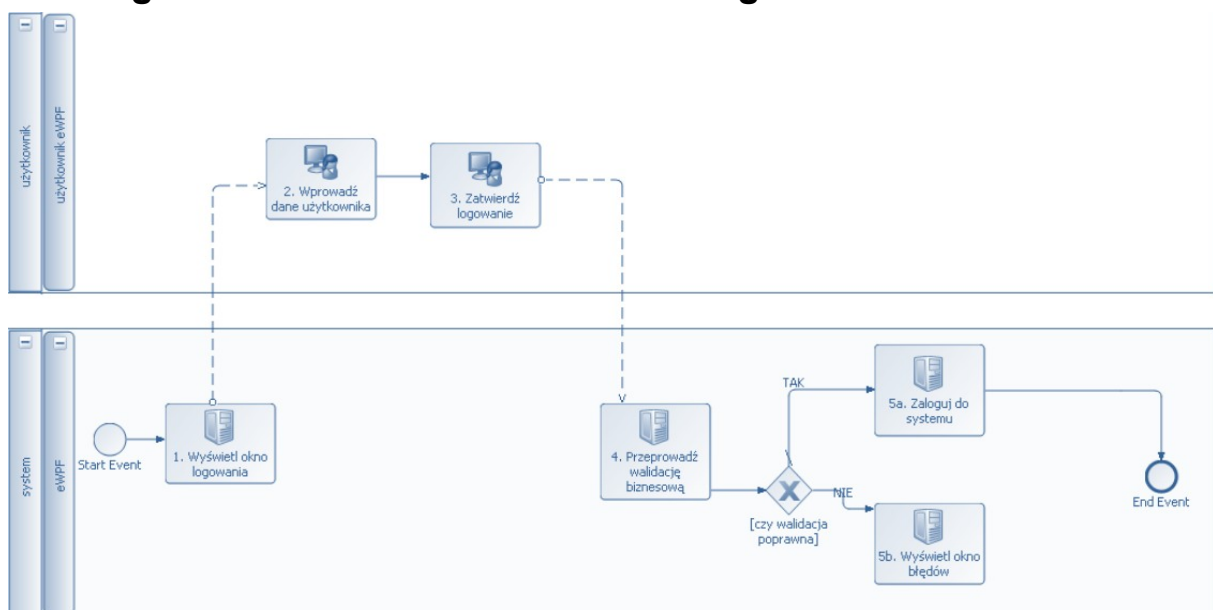 użytkownik
użytkownik eWPF
2. Wprowadź
dane użytkownika
3. Zatwierdź
logowanie
system
eWPF
Start Event
1. Wyświetl okno
logowania
4. Przeprowadź
walidację
biznesową
TAK
NIE
[czy walidacja
poprawna]
5a. Zaloguj do
systemu
5b. Wyświetl okno
błędów
End Event